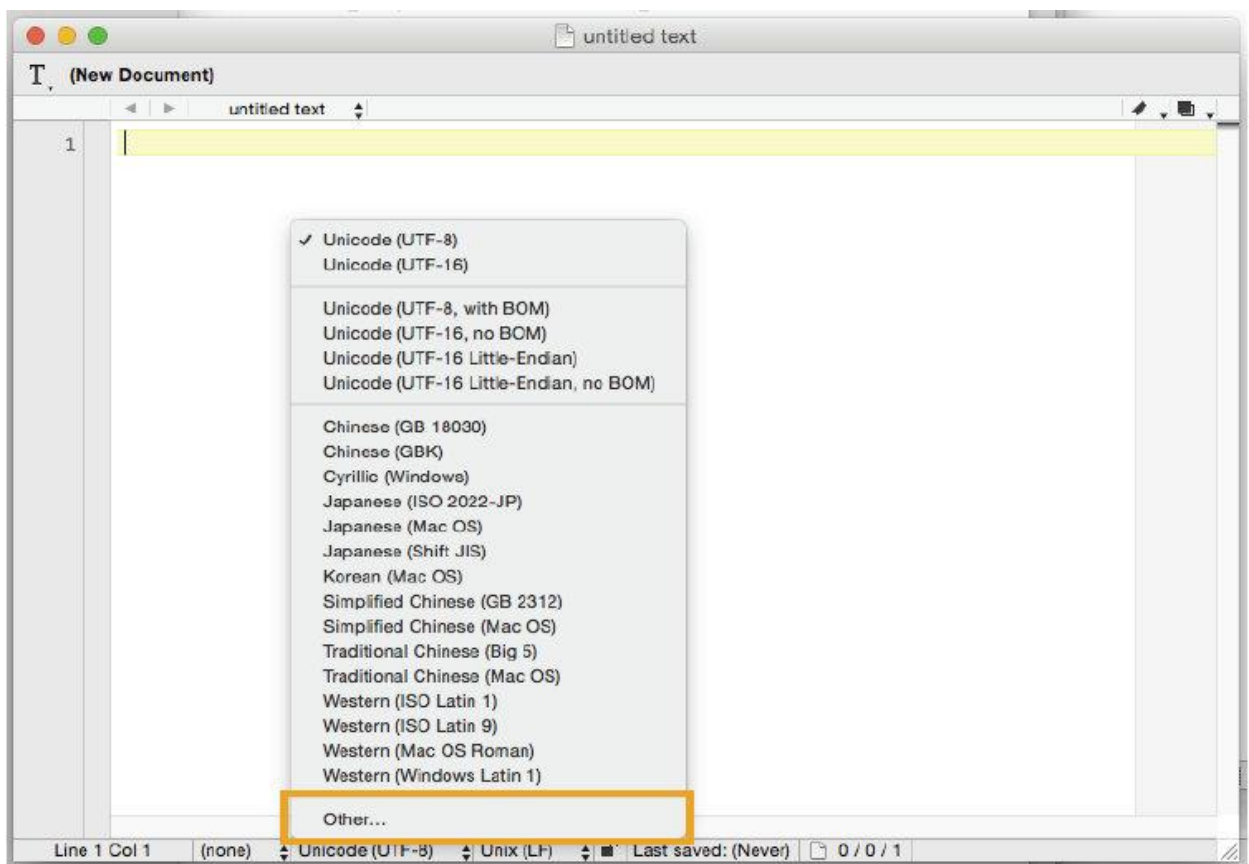 untitled text
T (New Document)
untitled text
1
✓ Unicode (UTF-8)
Unicode (UTF-16)
Unicode (UTF-8, with BOM)
Unicode (UTF-16, no BOM)
Unicode (UTF-16 Little-Endian)
Unicode (UTF-16 Little-Endian, no BOM)
Chinese (GB 18030)
Chinese (GBK)
Cyrillic (Windows)
Japanese (ISO 2022-JP)
Japanese (Mac OS)
Japanese (Shift JIS)
Korean (Mac OS)
Simplified Chinese (GB 2312)
Simplified Chinese (Mac OS)
Traditional Chinese (Big 5)
Traditional Chinese (Mac OS)
Western (ISO Latin 1)
Western (ISO Latin 9)
Western (Mac OS Roman)
Western (Windows Latin 1)
Other...
Line 1 Col 1 (none) Unicode (UTF-8) Unix (LF) Last saved: (Never) 0 / 0 / 1